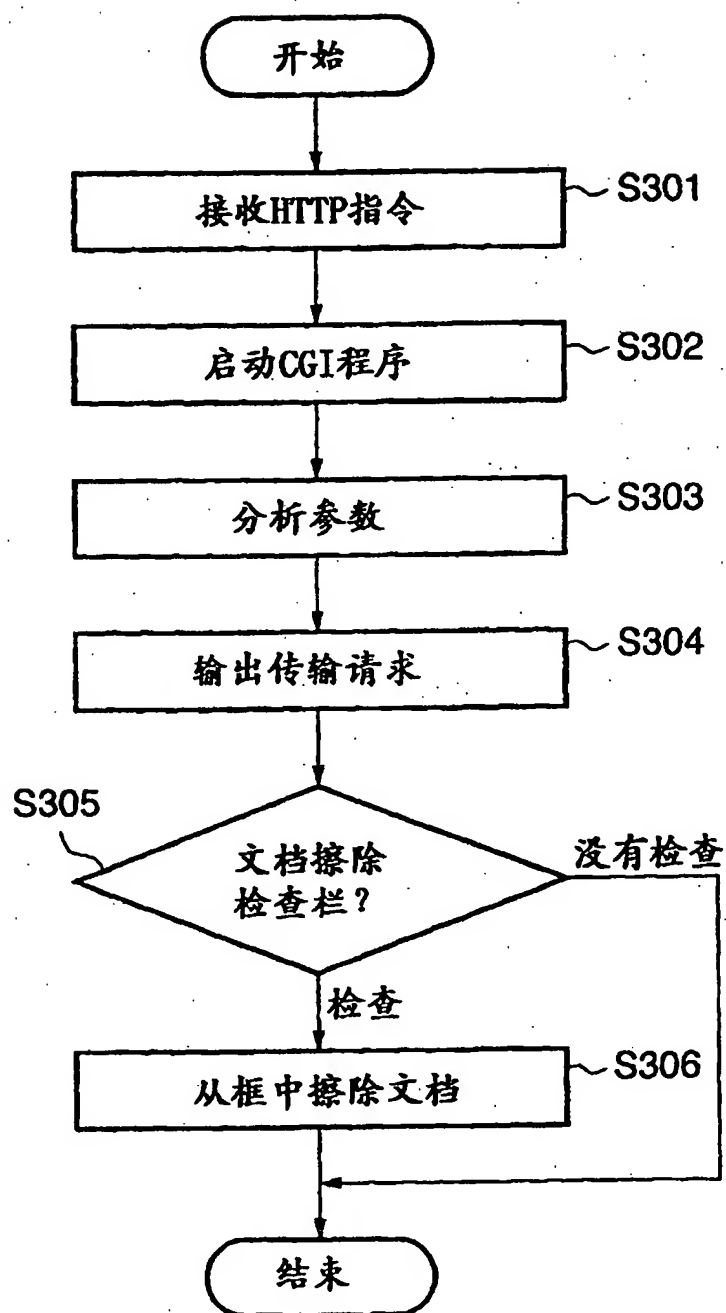 开始
接收HTTP指令
S301
启动CGI程序
S302
分析参数
S303
输出传输请求
S304
S305
文档擦除
检查栏?
没有检查
检查
从框中擦除文档
S306
结束